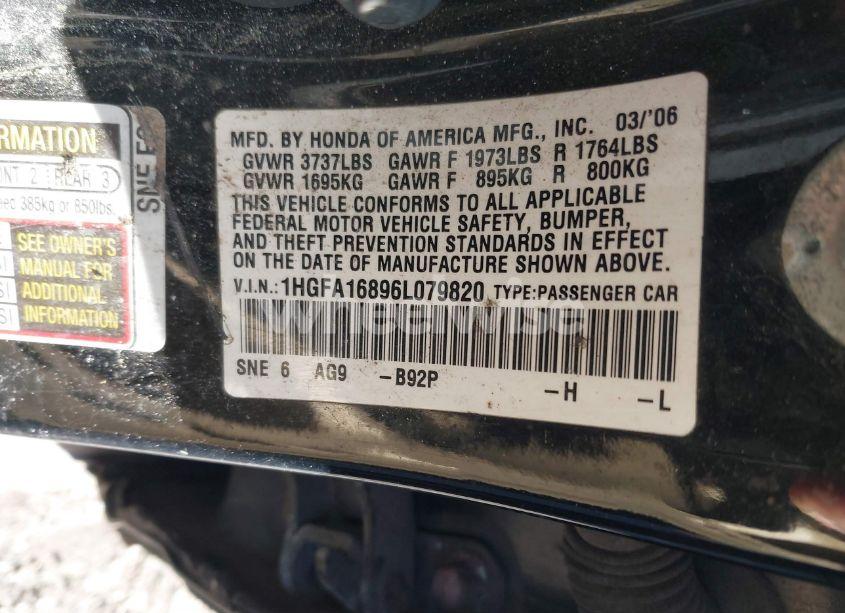 MFD. BY HONDA OF AMERICA MFG., INC. 03/'06
GVWR 3737LBS GAWR F 1973LBS R 1764LBS
GVWR 1695KG GAWR F 895KG R 800KG
THIS VEHICLE CONFORMS TO ALL APPLICABLE
FEDERAL MOTOR VEHICLE SAFETY, BUMPER,
AND THEFT PREVENTION STANDARDS IN EFFECT
ON THE DATE OF MANUFACTURE SHOWN ABOVE.
V.I.N.:1HGFA16896L079820 TYPE:PASSENGER CAR
Wheelwise
SNE 6 AG9 -B92P -H -L
REAR 3
385kg or 850lbs.
SEE OWNER'S
MANUAL FOR
ADDITIONAL
INFORMATION
SNE